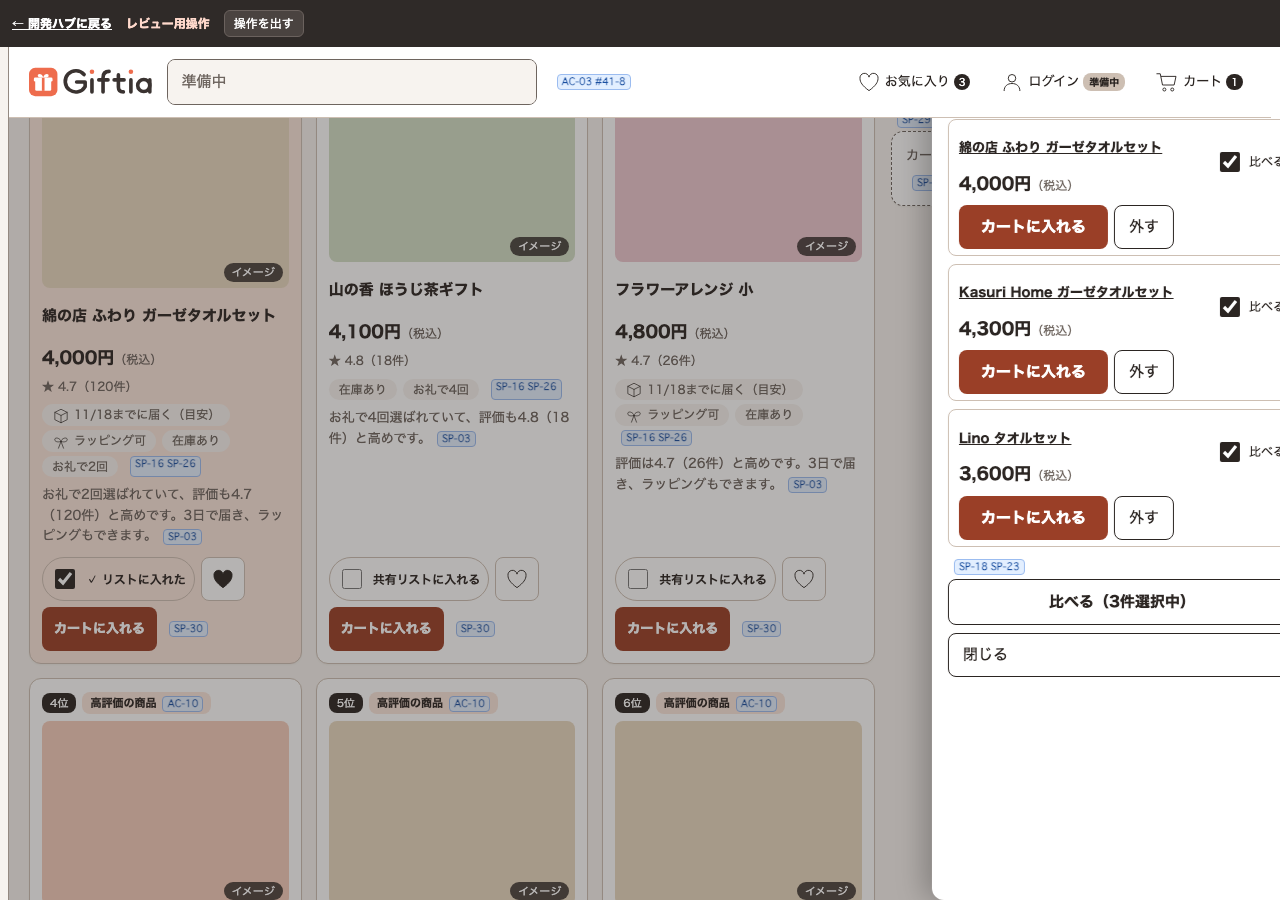 ← 開発ハブに戻る レビュー用操作 操作を出す
Giftia 準備中 AC-03 #41-8 お気に入り 3 ログイン 準備中 カート 1
イメージ
イメージ
イメージ
綿の店 ふわり ガーゼタオルセット
4,000円 (税込)
★ 4.7（120件）
11/18までに届く（目安）
ラッピング可 在庫あり
お礼で2回 SP-16 SP-26
お礼で2回選ばれていて、評価も4.7
（120件）と高めです。3日で届き、ラッ
ピングもできます。 SP-03
✓ リストに入れた
カートに入れる SP-30
山の香 ほうじ茶ギフト
4,100円 (税込)
★ 4.8（18件）
在庫あり お礼で4回 SP-16 SP-26
お礼で4回選ばれていて、評価も4.8（18
件）と高めです。 SP-03
共有リストに入れる
カートに入れる SP-30
フラワーアレンジ 小
4,800円 (税込)
★ 4.7（26件）
11/18までに届く（目安）
ラッピング可 在庫あり
SP-16 SP-26
評価は4.7（26件）と高めです。3日で届
き、ラッピングもできます。 SP-03
共有リストに入れる
カートに入れる SP-30
4位 高評価の商品 AC-10
イメージ
5位 高評価の商品 AC-10
イメージ
6位 高評価の商品 AC-10
イメージ
SP-29
カー
SP-
綿の店 ふわり ガーゼタオルセット
比べる
4,000円 (税込)
カートに入れる 外す
Kasuri Home ガーゼタオルセット
比べる
4,300円 (税込)
カートに入れる 外す
Lino タオルセット
比べる
3,600円 (税込)
カートに入れる 外す
SP-18 SP-23
比べる（3件選択中）
閉じる